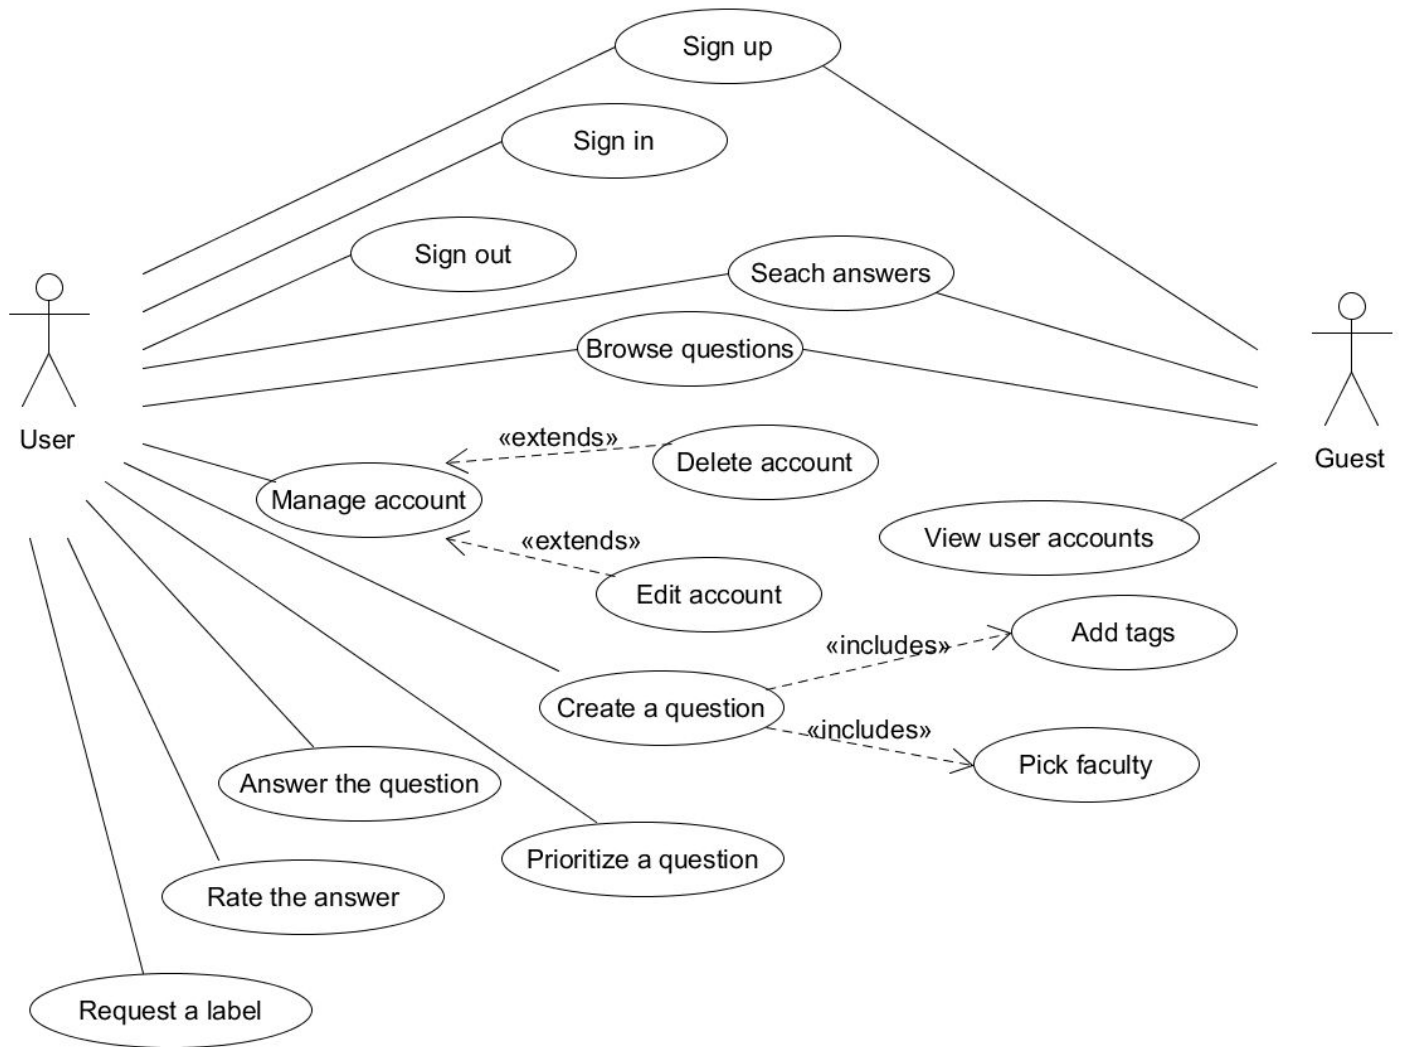 Sign up
Sign in
Sign out
Seach answers
Browse questions
User
«extends»
Delete account
Guest
Manage account
View user accounts
«extends»
Edit account
Add tags
«includes»
Create a question
«includes»
Pick faculty
Answer the question
Prioritize a question
Rate the answer
Request a label